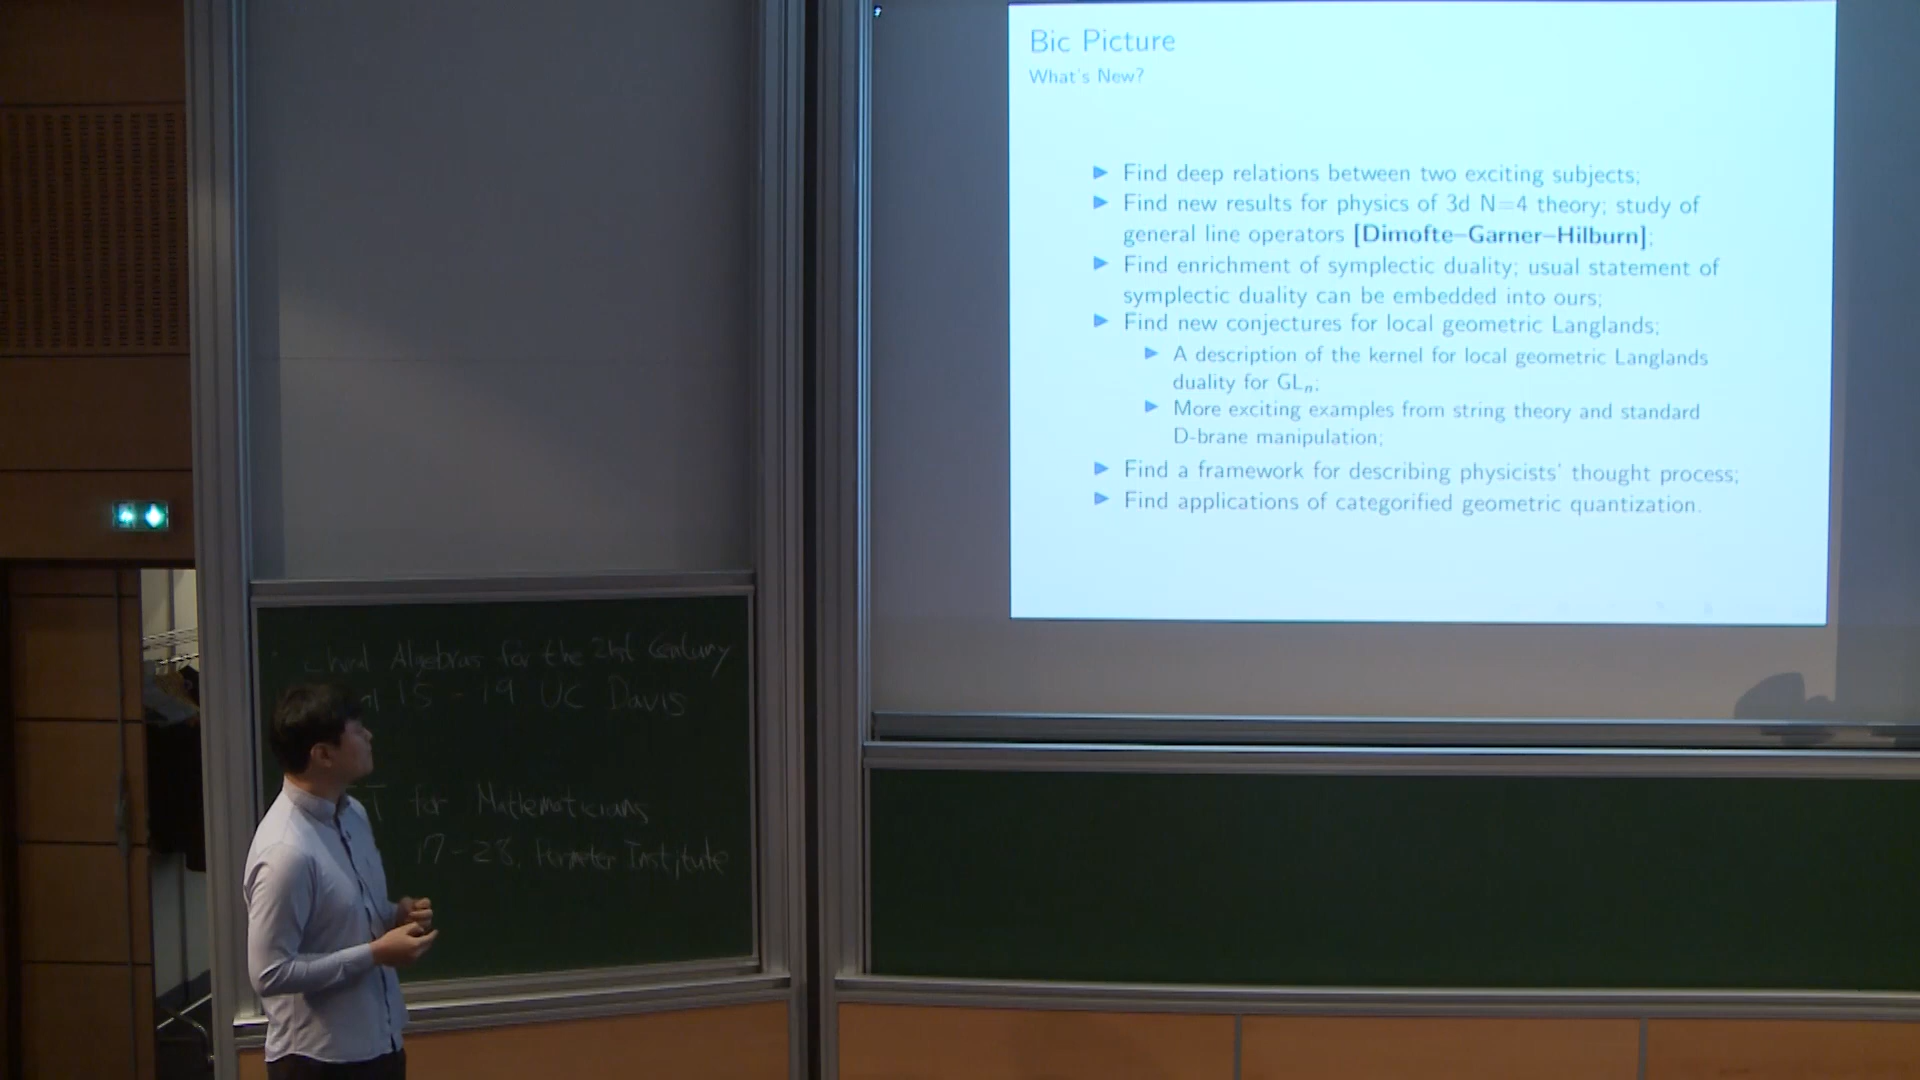 Bic Picture
What's New?
Find deep relations between two exciting subjects;
Find new results for physics of 3d N=4 theory; study of
general line operators [Dimofte–Garner–Hilburn];
Find enrichment of symplectic duality; usual statement of
symplectic duality can be embedded into ours;
Find new conjectures for local geometric Langlands;
A description of the kernel for local geometric Langlands
duality for GLₙ;
More exciting examples from string theory and standard
D-brane manipulation;
Find a framework for describing physicists' thought process;
Find applications of categorified geometric quantization.
Algebras for the 21st Century
15 - 19 UC Davis
for Mathematicians
17-28, Perimeter Institute